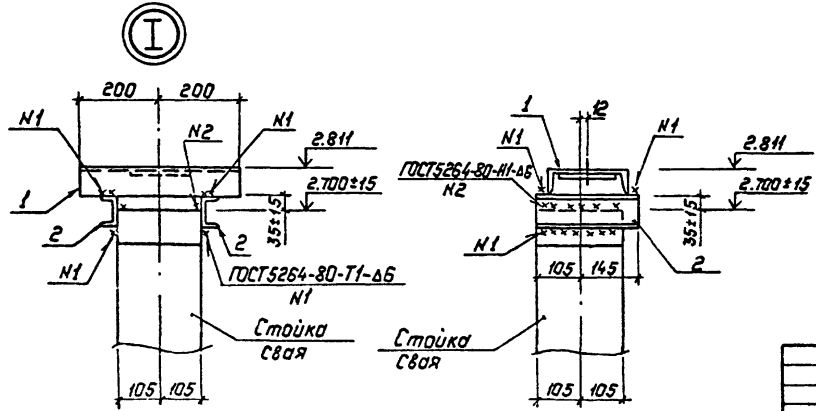 I
200 200
N1 N2 N1
2.811
2.700±15
1
35±15
2 2
N1
ГОСТ5264-80-Т1-Δ6
N1
Стойка
свая
105 105
12
1
N1 N1
2.811
ГОСТ5264-80-Н1-Δ6
N2
2.700±15
35±15
N1
2
105 145
Стойка
свая
105 105